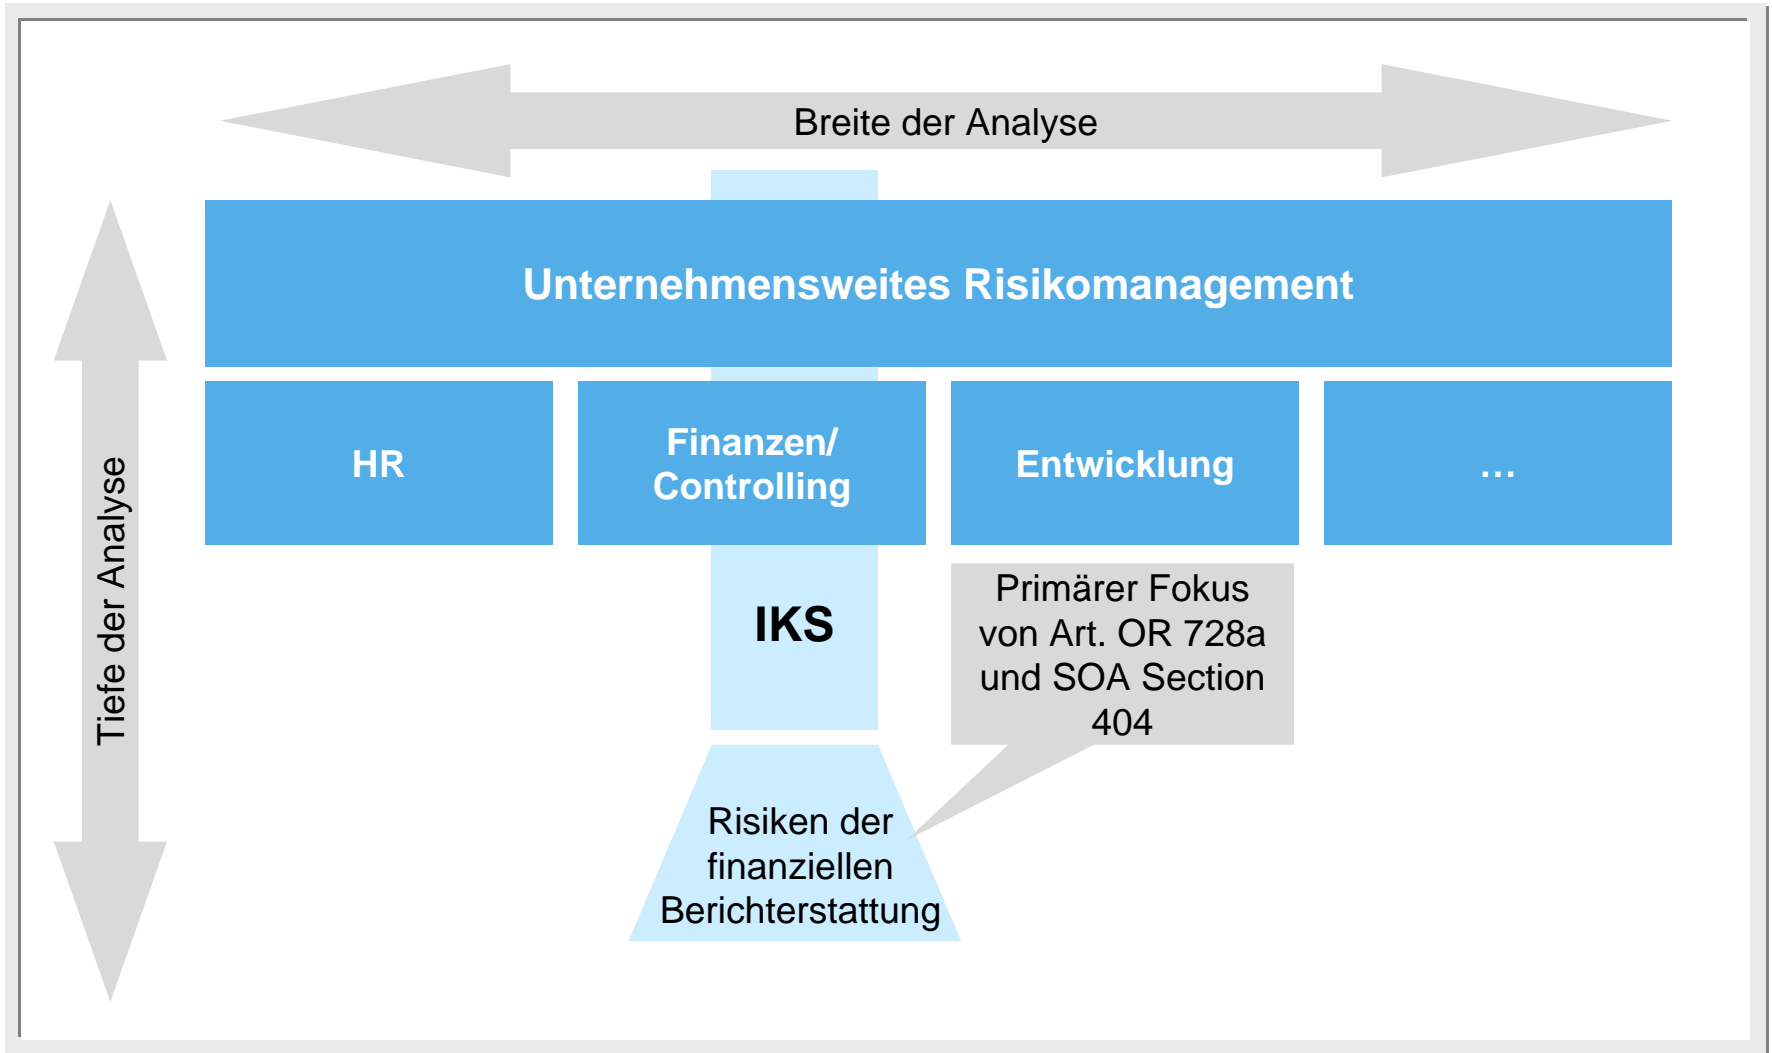 Breite der Analyse
Unternehmensweites Risikomanagement
Tiefe der Analyse
HR
Finanzen/
Controlling
Entwicklung
…
IKS
Primärer Fokus
von Art. OR 728a
und SOA Section
404
Risiken der
finanziellen
Berichterstattung